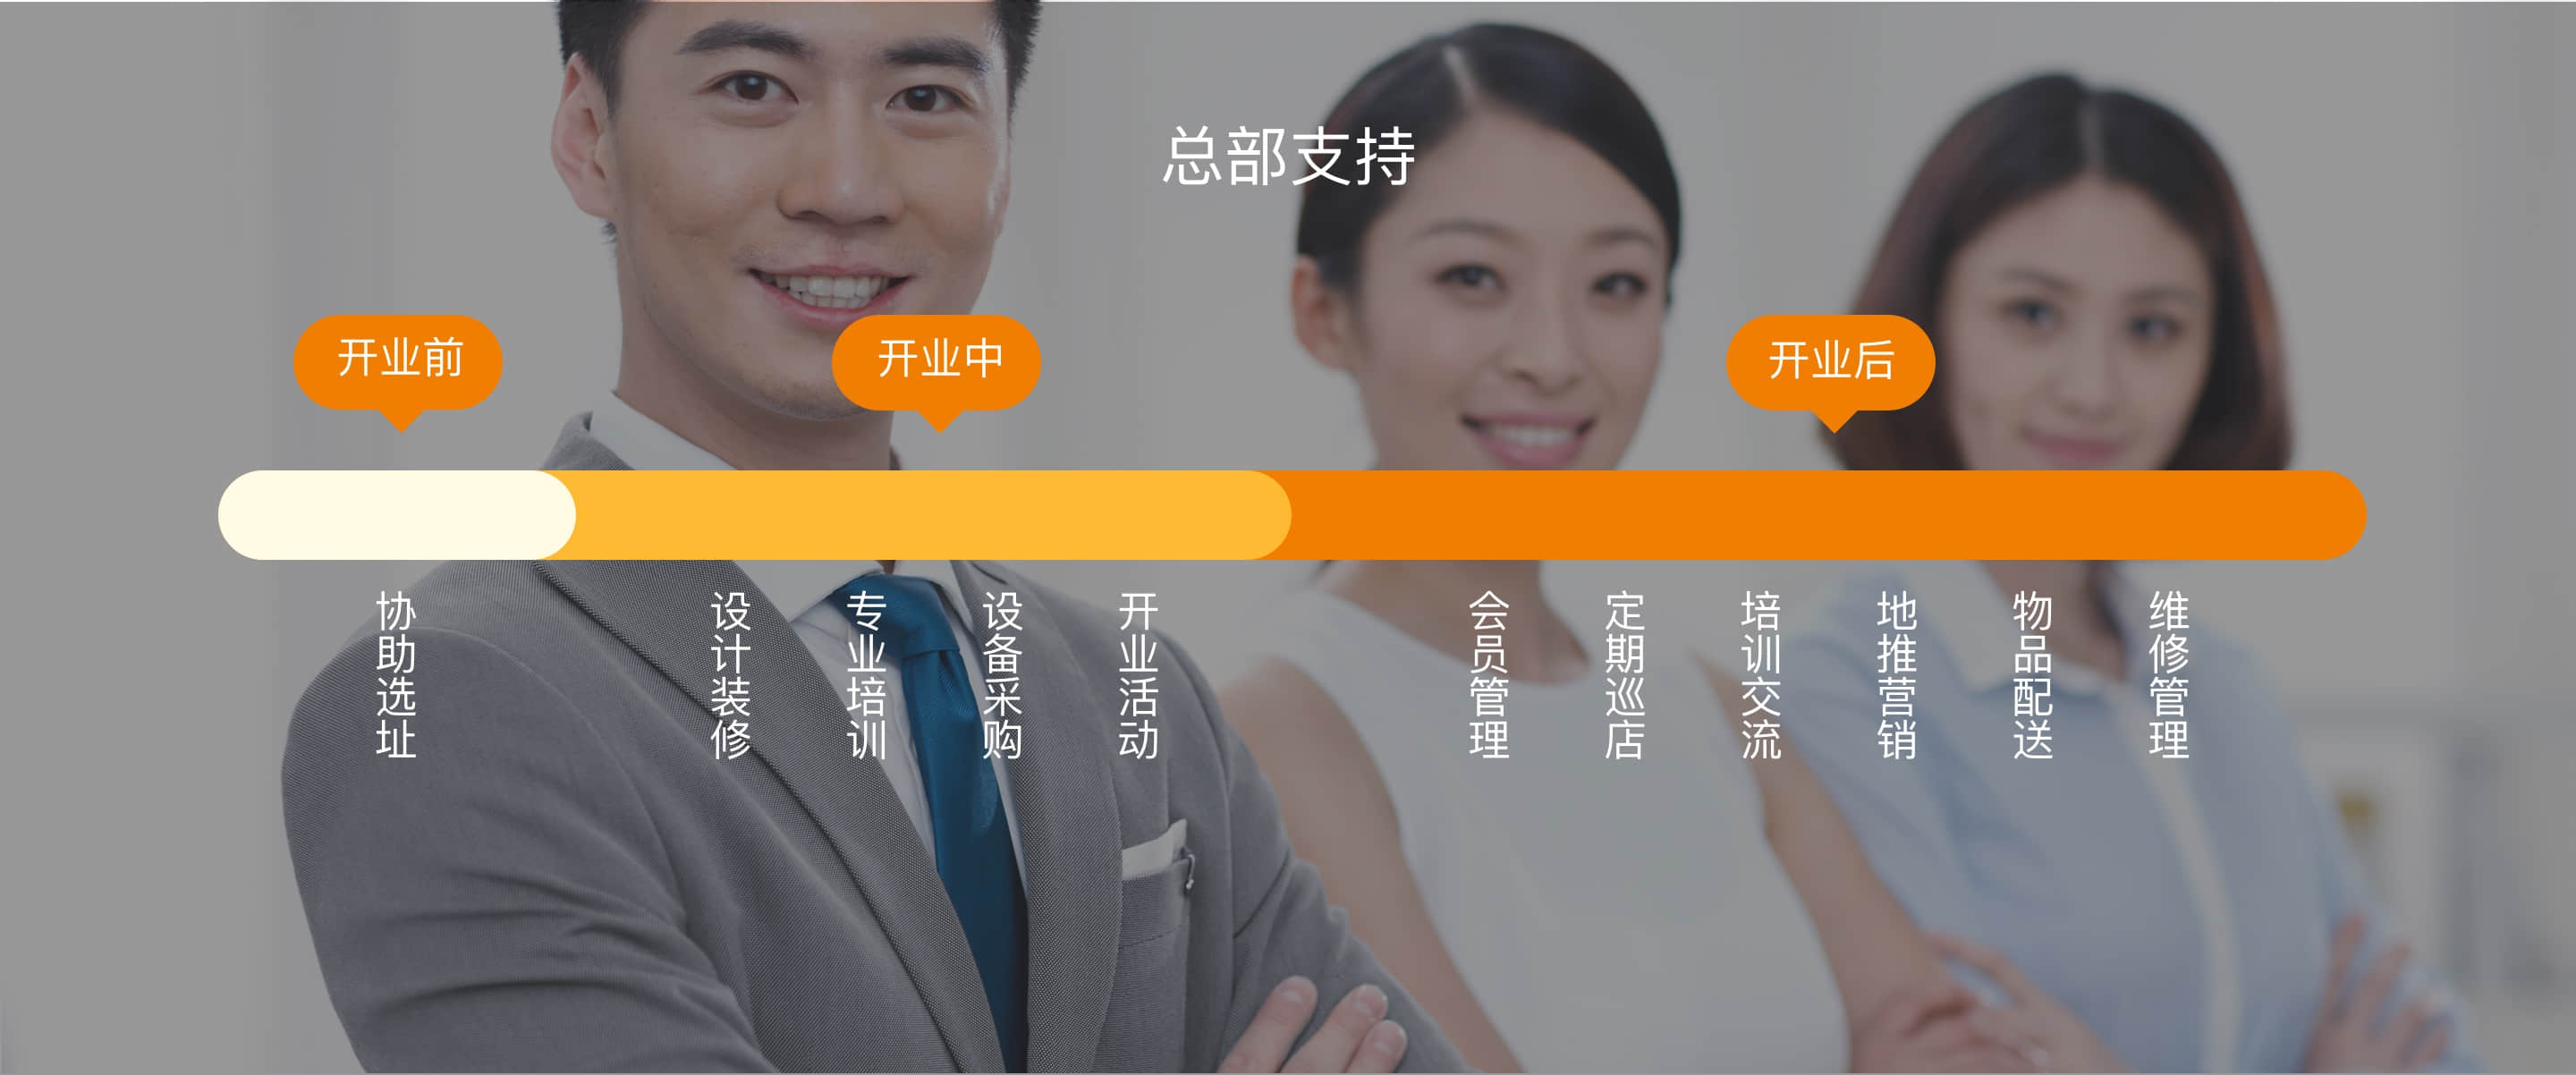 总部支持
开业前
开业中
开业后
协助选址
设计装修
专业培训
设备采购
开业活动
会员管理
定期巡店
培训交流
地推营销
物品配送
维修管理